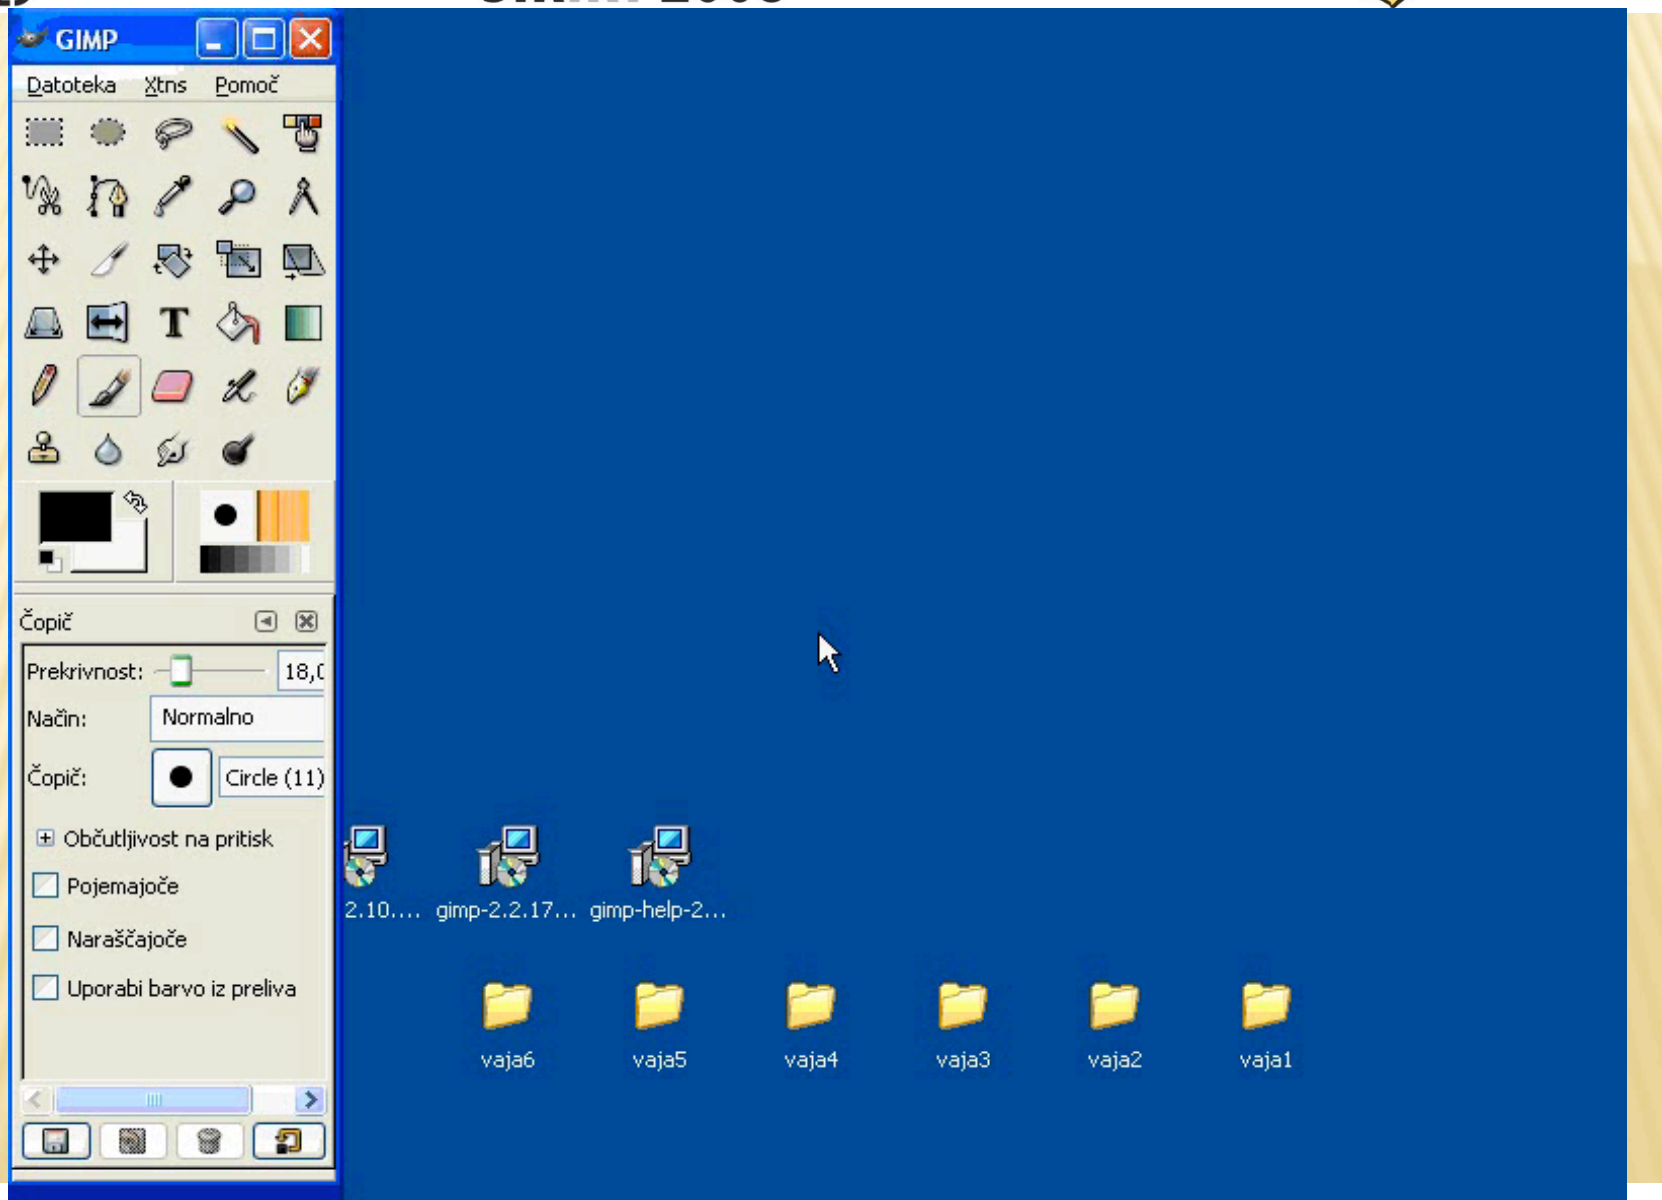 GIMP
Datoteka Xtns Pomoč
Čopič
Prekrivnost: 18,0
Način: Normalno
Čopič: Circle (11)
Občutljivost na pritisk
Pojemajoče
Naraščajoče
Uporabi barvo iz preliva
2.10.... gimp-2.2.17... gimp-help-2...
vaja6 vaja5 vaja4 vaja3 vaja2 vaja1